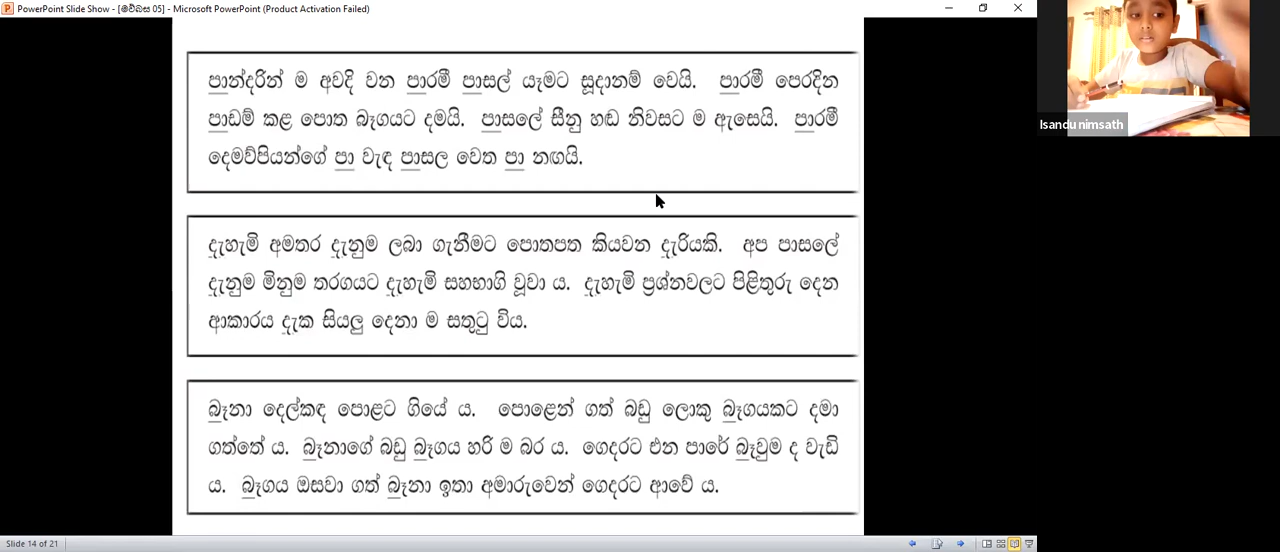 PowerPoint Slide Show - [මව්බස 05] - Microsoft PowerPoint (Product Activation Failed)
පාන්දරින් ම අවදි වන පාරමී පාසල් යෑමට සූදානම් වෙයි. පාරමී පෙරදින
පාඩම් කළ පොත බෑගයට දමයි. පාසලේ සීනු හඬ නිවසට ම ඇසෙයි. පාරමී
දෙමව්පියන්ගේ පා වැඳ පාසල වෙත පා නඟයි.
දැහැමි අමතර දැනුම ලබා ගැනීමට පොතපත කියවන දැරියකි. අප පාසලේ
දැනුම මිනුම තරගයට දැහැමි සහභාගි වූවා ය. දැහැමි ප්‍රශ්නවලට පිළිතුරු දෙන
ආකාරය දැක සියලු දෙනා ම සතුටු විය.
බෑනා දෙල්කඳ පොළට ගියේ ය. පොළෙන් ගත් බඩු ලොකු බෑගයකට දමා
ගත්තේ ය. බෑනාගේ බඩු බෑගය හරි ම බර ය. ගෙදරට එන පාරේ බෑවුම ද වැඩි
ය. බෑගය ඔසවා ගත් බෑනා ඉතා අමාරුවෙන් ගෙදරට ආවේ ය.
Isandu nimsath
Slide 14 of 21